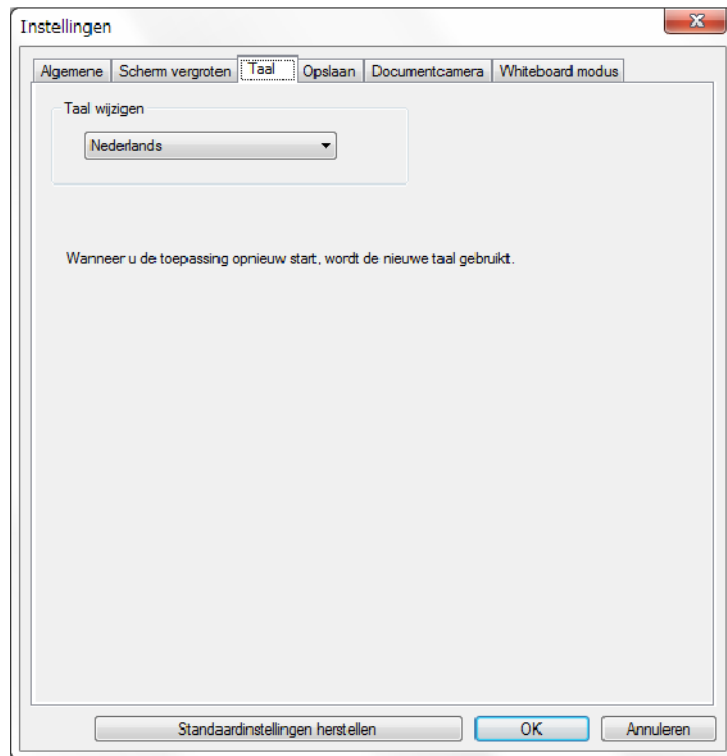 Instellingen
Algemene Scherm vergroten Taal Opslaan Documentcamera Whiteboard modus
Taal wijzigen
Nederlands
Wanneer u de toepassing opnieuw start, wordt de nieuwe taal gebruikt.
Standaardinstellingen herstellen OK Annuleren